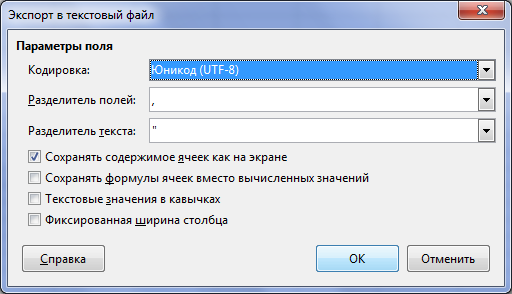 Экспорт в текстовый файл
Параметры поля
Кодировка: Юникод (UTF-8)
Разделитель полей: ,
Разделитель текста: "
Сохранять содержимое ячеек как на экране
Сохранять формулы ячеек вместо вычисленных значений
Текстовые значения в кавычках
Фиксированная ширина столбца
Справка OK Отменить